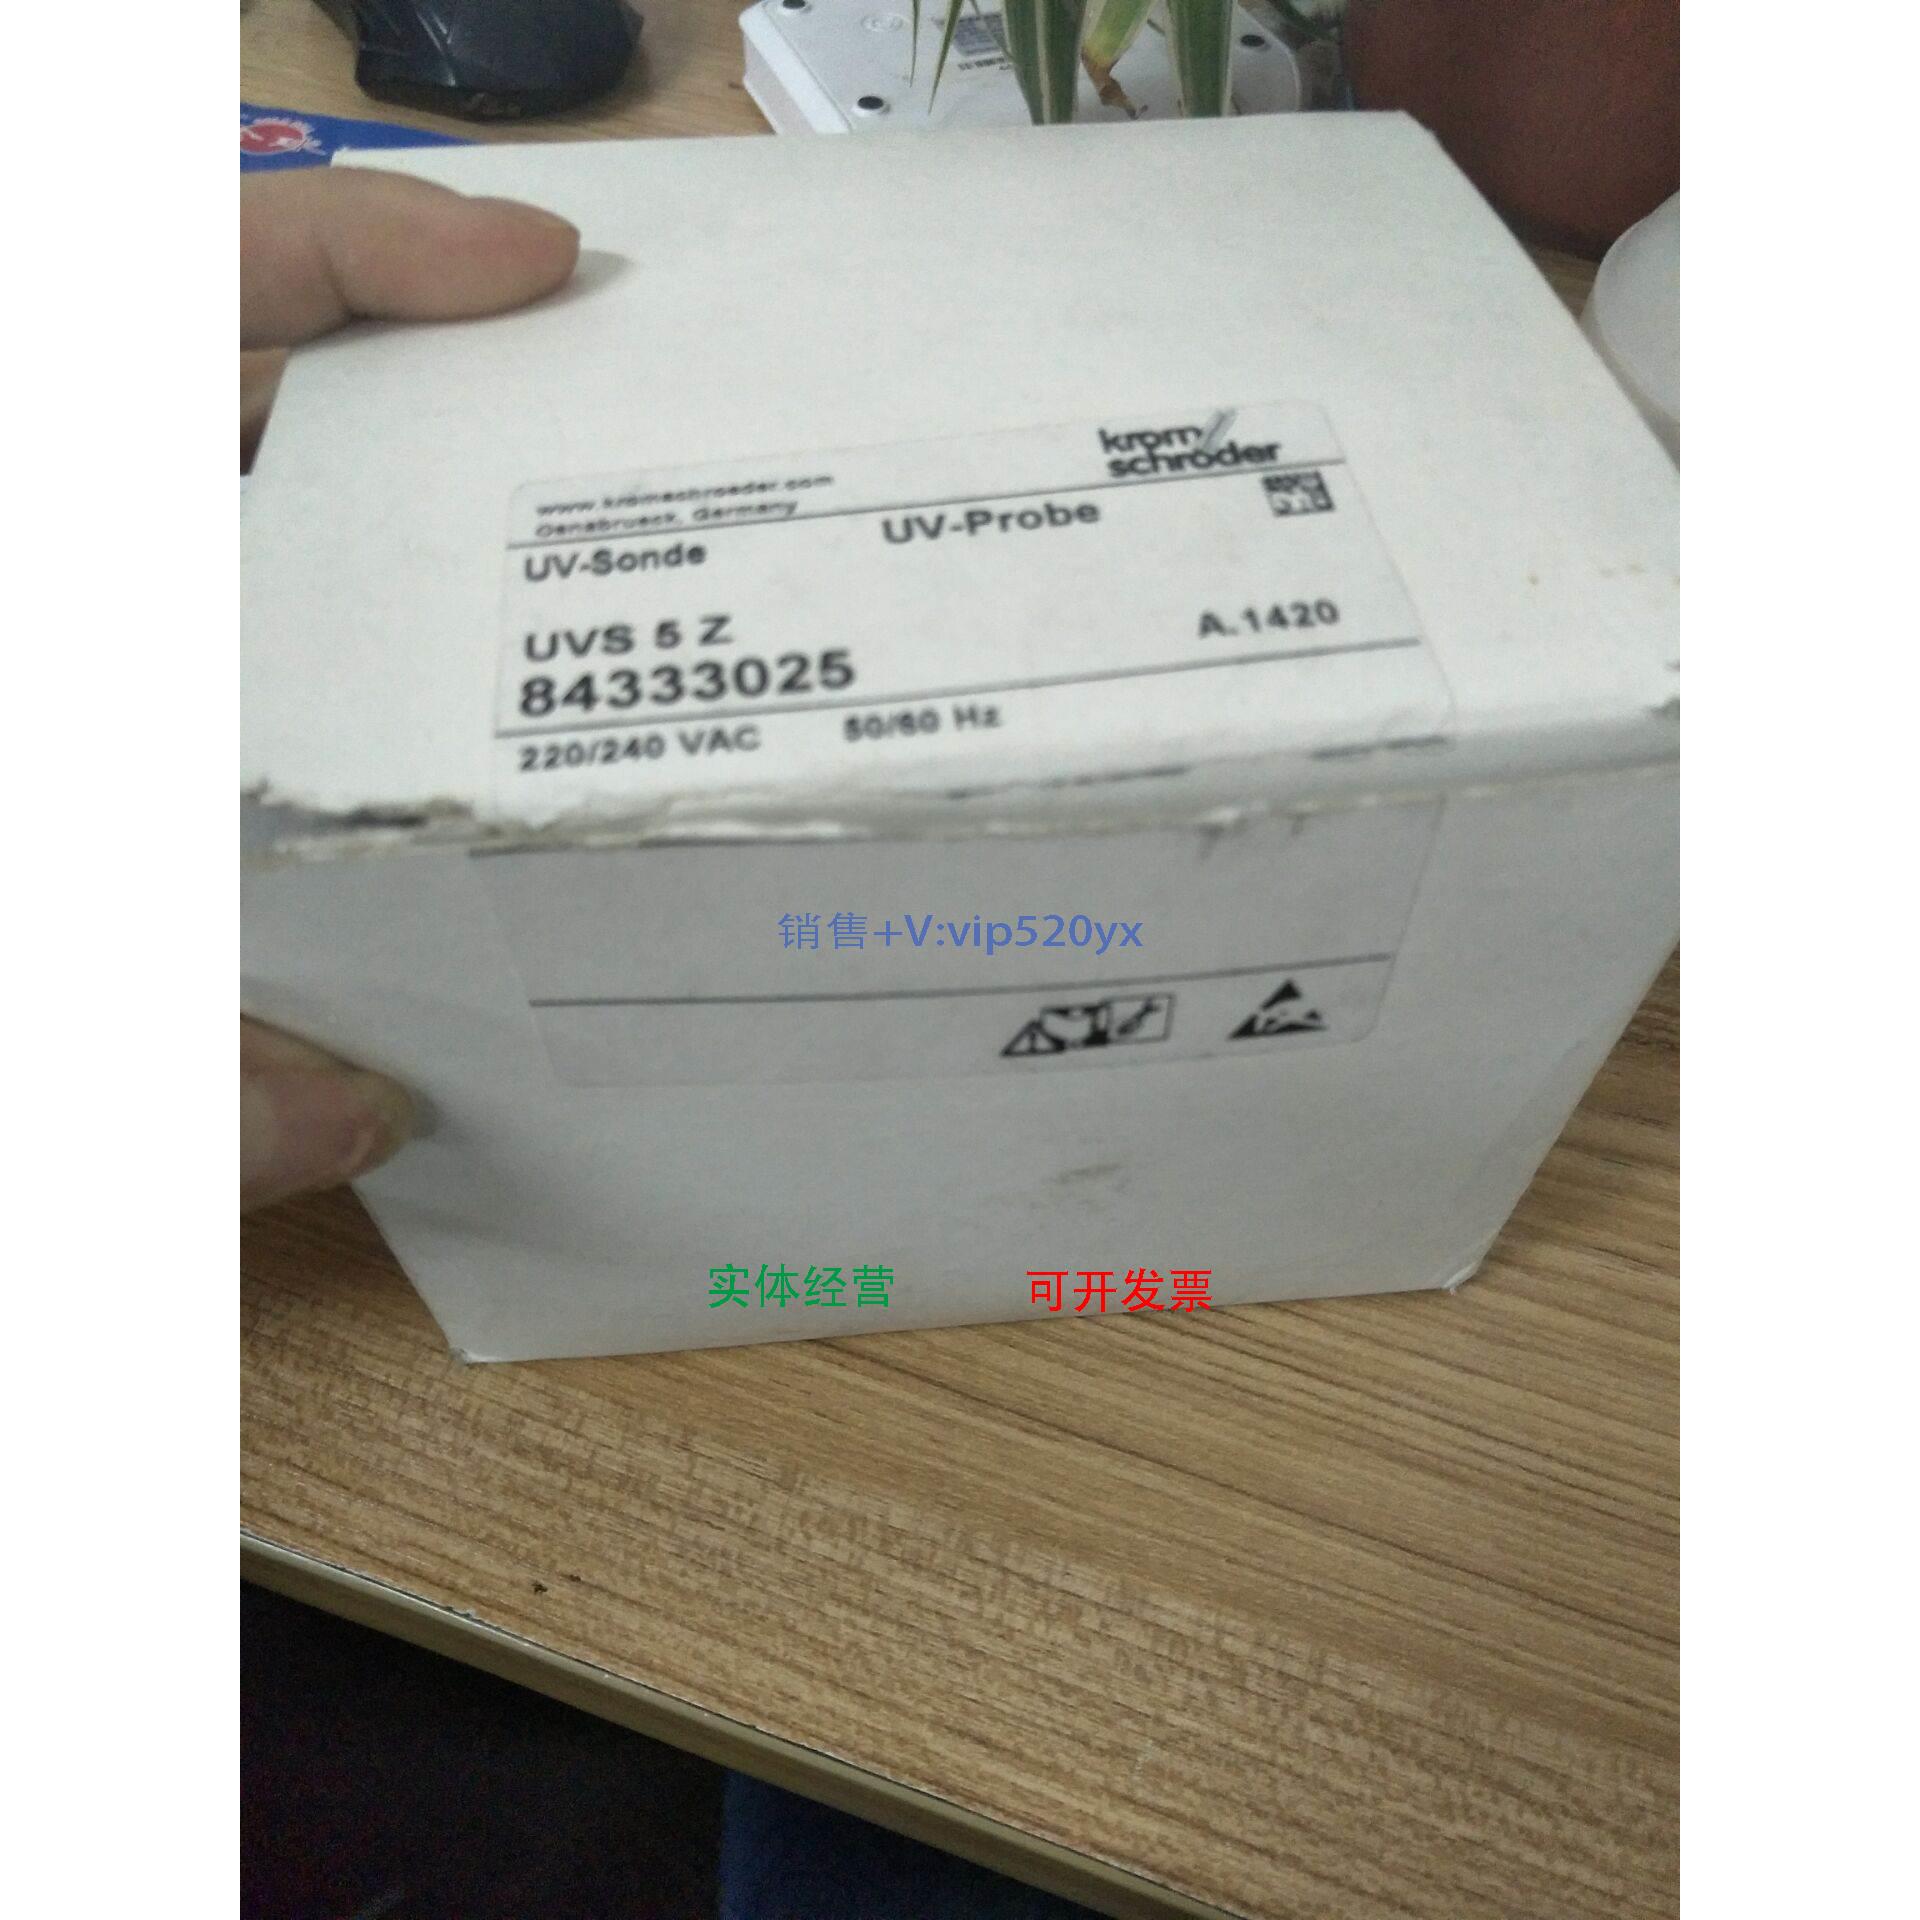 krom
schröder
www.kromschroeder.com
Osnabrueck, Germany
UV-Sonde UV-Probe
UVS 5 Z A.1420
84333025
220/240 VAC 50/60 Hz
销售+V:vip520yx
实体经营 可开发票